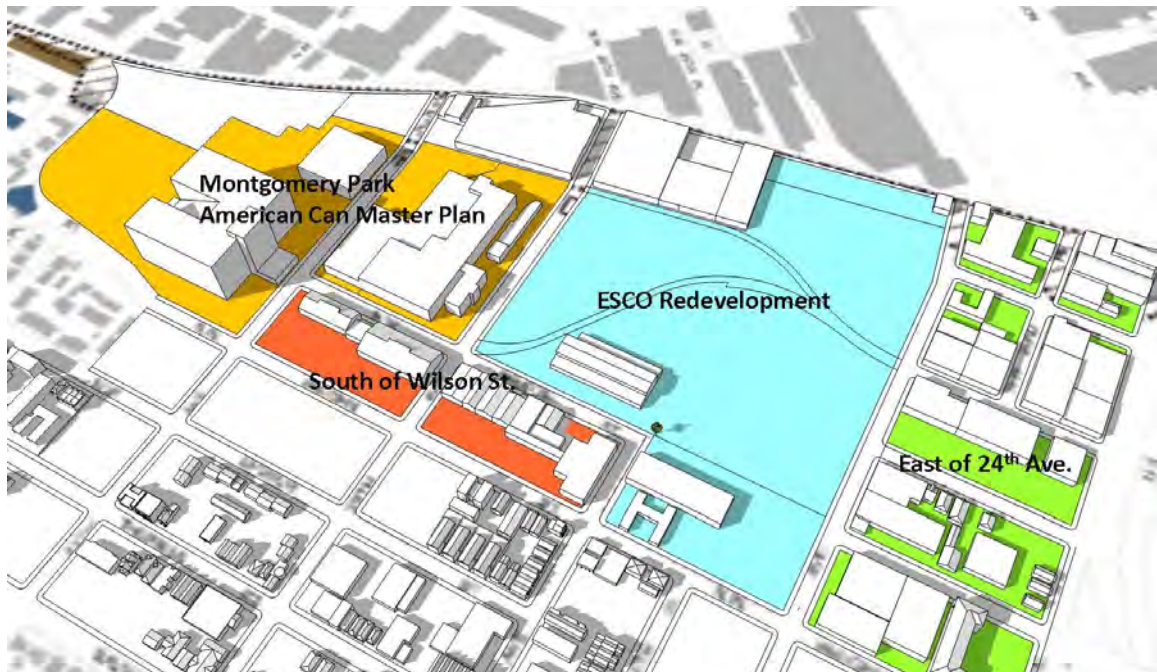 Montgomery Park
American Can Master Plan
ESCO Redevelopment
South of Wilson St.
East of 24th Ave.